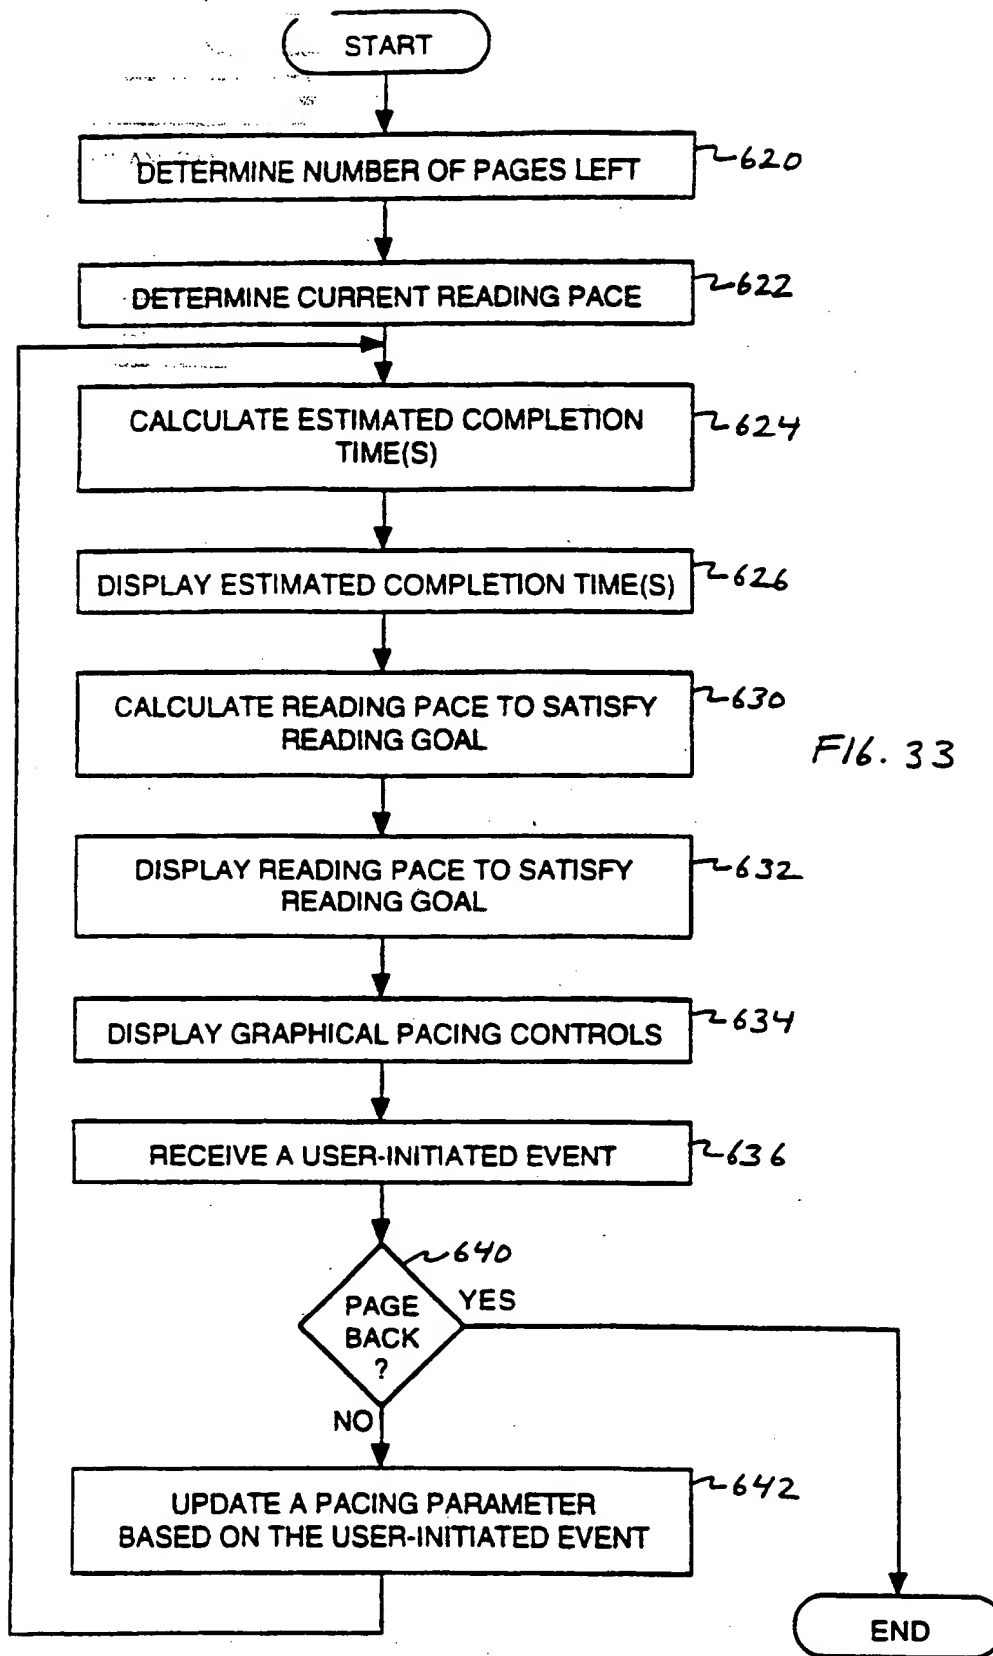 START
DETERMINE NUMBER OF PAGES LEFT
620
DETERMINE CURRENT READING PACE
622
CALCULATE ESTIMATED COMPLETION
TIME(S)
624
DISPLAY ESTIMATED COMPLETION TIME(S)
626
CALCULATE READING PACE TO SATISFY
READING GOAL
630
FIG. 33
DISPLAY READING PACE TO SATISFY
READING GOAL
632
DISPLAY GRAPHICAL PACING CONTROLS
634
RECEIVE A USER-INITIATED EVENT
636
640
PAGE
BACK
?
YES
NO
UPDATE A PACING PARAMETER
BASED ON THE USER-INITIATED EVENT
642
END